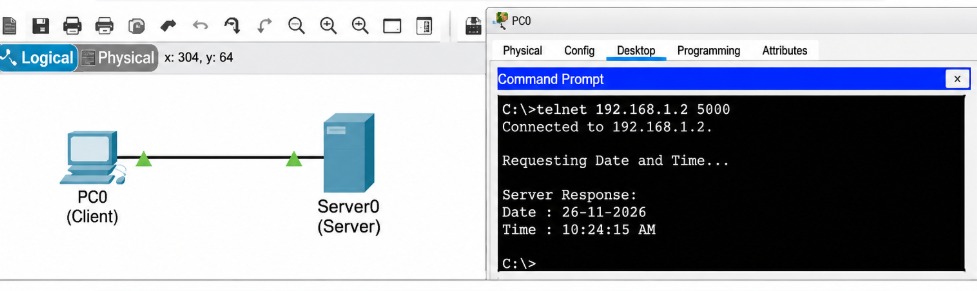 Logical
Physical
x: 304, y: 64
PC0
(Client)
Server0
(Server)
PC0
Physical Config Desktop Programming Attributes
Command Prompt
C:\>telnet 192.168.1.2 5000
Connected to 192.168.1.2.
Requesting Date and Time...
Server Response:
Date : 26-11-2026
Time : 10:24:15 AM
C:\>